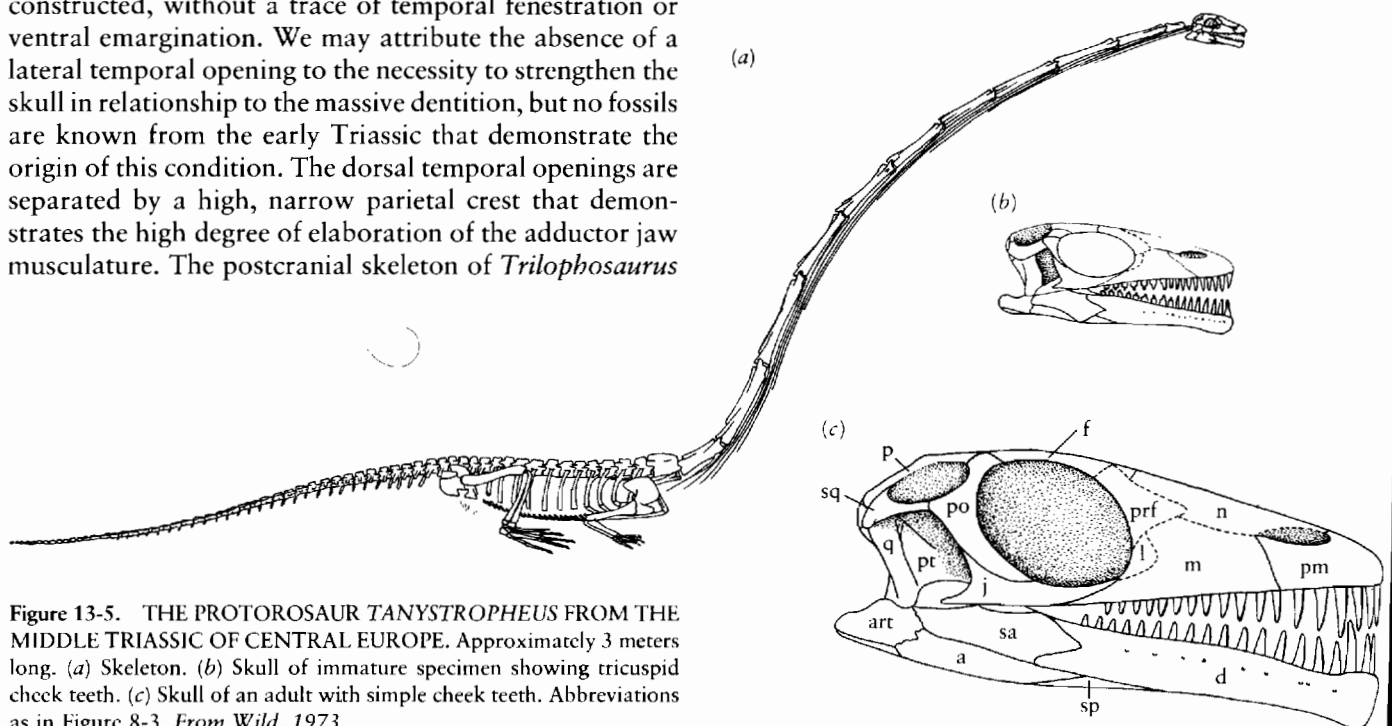 constructed, without a trace of temporal fenestration or
ventral emargination. We may attribute the absence of a
lateral temporal opening to the necessity to strengthen the
skull in relationship to the massive dentition, but no fossils
are known from the early Triassic that demonstrate the
origin of this condition. The dorsal temporal openings are
separated by a high, narrow parietal crest that demon-
strates the high degree of elaboration of the adductor jaw
musculature. The postcranial skeleton of Trilophosaurus
(a)
(b)
(c)
f
p
sq
po
prf
n
q
pt
l
m
pm
j
art
sa
a
d
sp
Figure 13-5. THE PROTOROSAUR TANYSTROPHEUS FROM THE
MIDDLE TRIASSIC OF CENTRAL EUROPE. Approximately 3 meters
long. (a) Skeleton. (b) Skull of immature specimen showing tricuspid
cheek teeth. (c) Skull of an adult with simple cheek teeth. Abbreviations
as in Figure 8-3. From Wild, 1973.